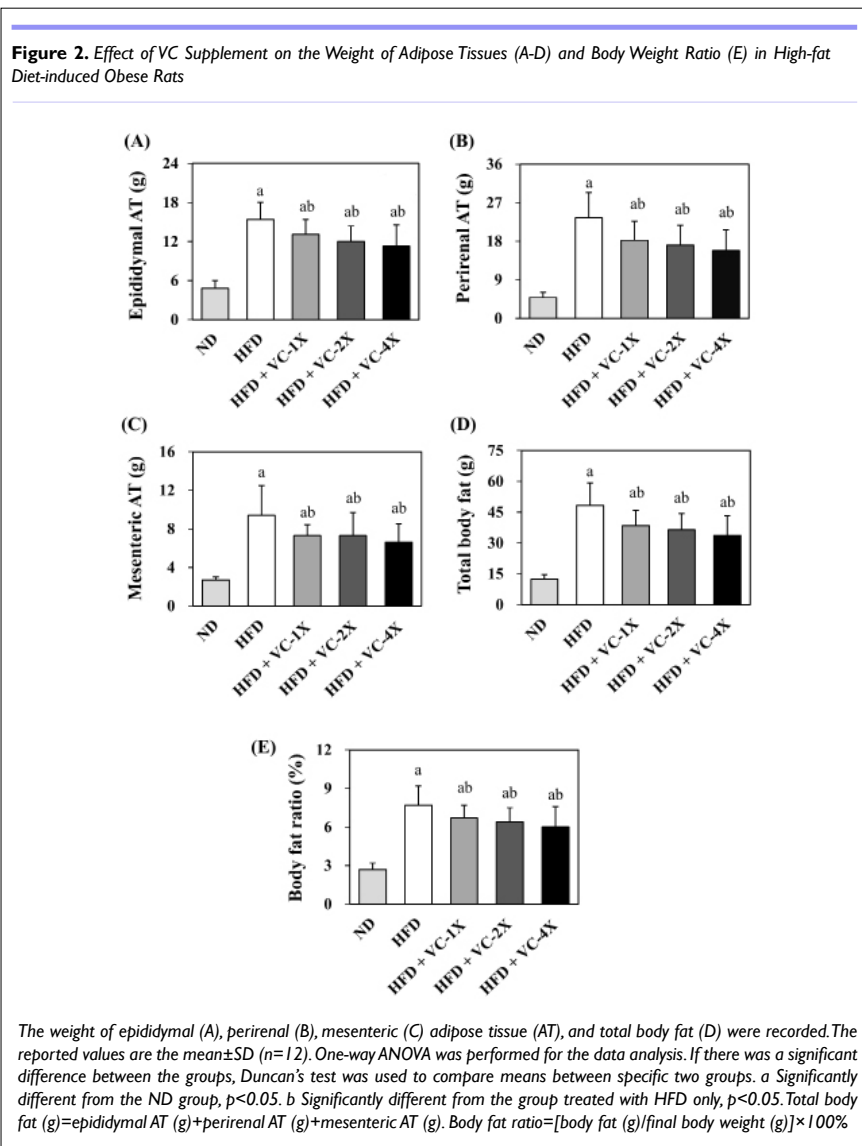 Figure 2. Effect of VC Supplement on the Weight of Adipose Tissues (A-D) and Body Weight Ratio (E) in High-fat
Diet-induced Obese Rats
(A)
Epididymal AT (g)
24
18
12
6
0
a
ab
ab
ab
ND
HFD
HFD + VC-1X
HFD + VC-2X
HFD + VC-4X
(B)
Perirenal AT (g)
36
27
18
9
0
a
ab
ab
ab
ND
HFD
HFD + VC-1X
HFD + VC-2X
HFD + VC-4X
(C)
Mesenteric AT (g)
16
12
8
4
0
a
ab
ab
ab
ND
HFD
HFD + VC-1X
HFD + VC-2X
HFD + VC-4X
(D)
Total body fat (g)
75
60
45
30
15
0
a
ab
ab
ab
ND
HFD
HFD + VC-1X
HFD + VC-2X
HFD + VC-4X
(E)
Body fat ratio (%)
12
9
6
3
0
a
ab
ab
ab
ND
HFD
HFD + VC-1X
HFD + VC-2X
HFD + VC-4X
The weight of epididymal (A), perirenal (B), mesenteric (C) adipose tissue (AT), and total body fat (D) were recorded. The
reported values are the mean±SD (n=12). One-way ANOVA was performed for the data analysis. If there was a significant
difference between the groups, Duncan's test was used to compare means between specific two groups. a Significantly
different from the ND group, p<0.05. b Significantly different from the group treated with HFD only, p<0.05. Total body
fat (g)=epididymal AT (g)+perirenal AT (g)+mesenteric AT (g). Body fat ratio=[body fat (g)/final body weight (g)]×100%